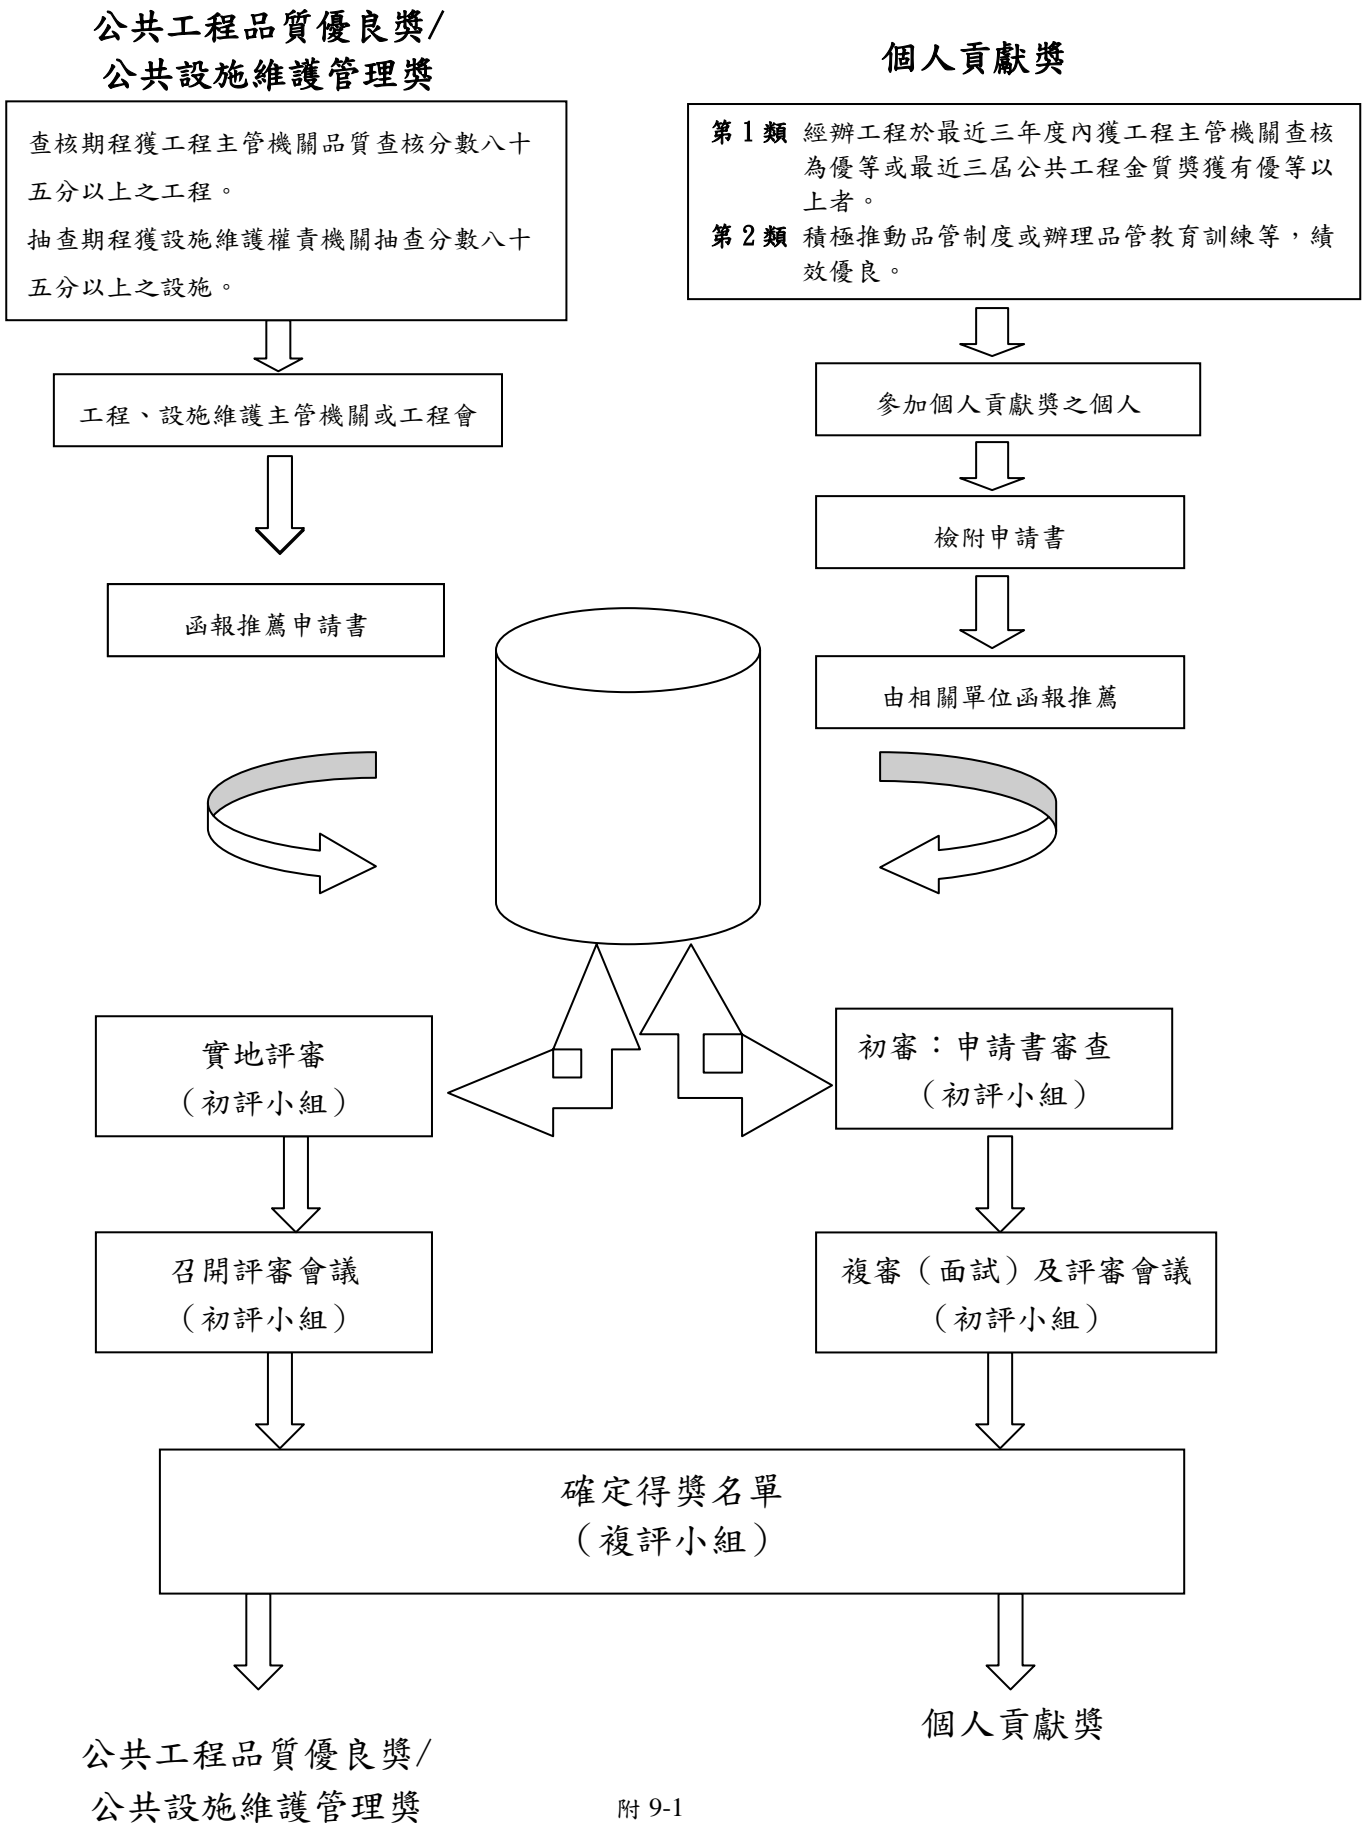 公共工程品質優良獎/
公共設施維護管理獎
查核期程獲工程主管機關品質查核分數八十
五分以上之工程。
抽查期程獲設施維護權責機關抽查分數八十
五分以上之設施。
工程、設施維護主管機關或工程會
函報推薦申請書
個人貢獻獎
第1類 經辦工程於最近三年度內獲工程主管機關查核
為優等或最近三屆公共工程金質獎獲有優等以
上者。
第2類 積極推動品管制度或辦理品管教育訓練等，績
效優良。
參加個人貢獻獎之個人
檢附申請書
由相關單位函報推薦
實地評審
（初評小組）
召開評審會議
（初評小組）
初審：申請書審查
（初評小組）
複審（面試）及評審會議
（初評小組）
確定得獎名單
（複評小組）
公共工程品質優良獎/
公共設施維護管理獎
個人貢獻獎
附 9-1